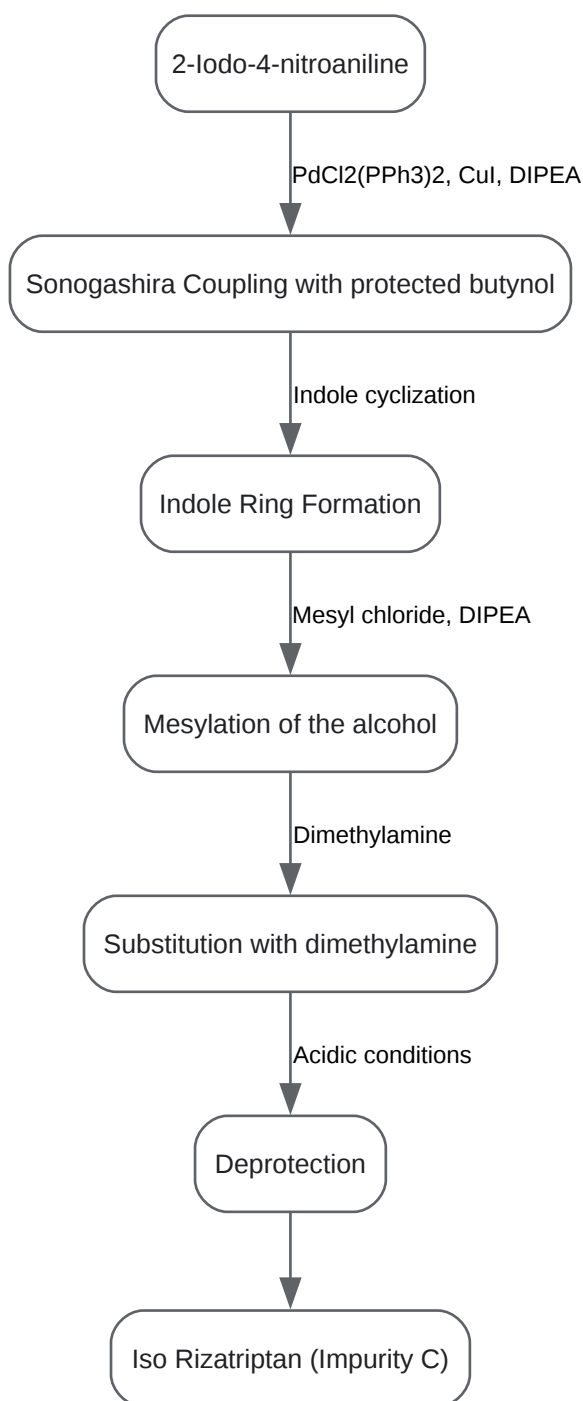 2-Iodo-4-nitroaniline
PdCl2(PPh3)2, CuI, DIPEA
Sonogashira Coupling with protected butynol
Indole cyclization
Indole Ring Formation
Mesyl chloride, DIPEA
Mesylation of the alcohol
Dimethylamine
Substitution with dimethylamine
Acidic conditions
Deprotection
Iso Rizatriptan (Impurity C)